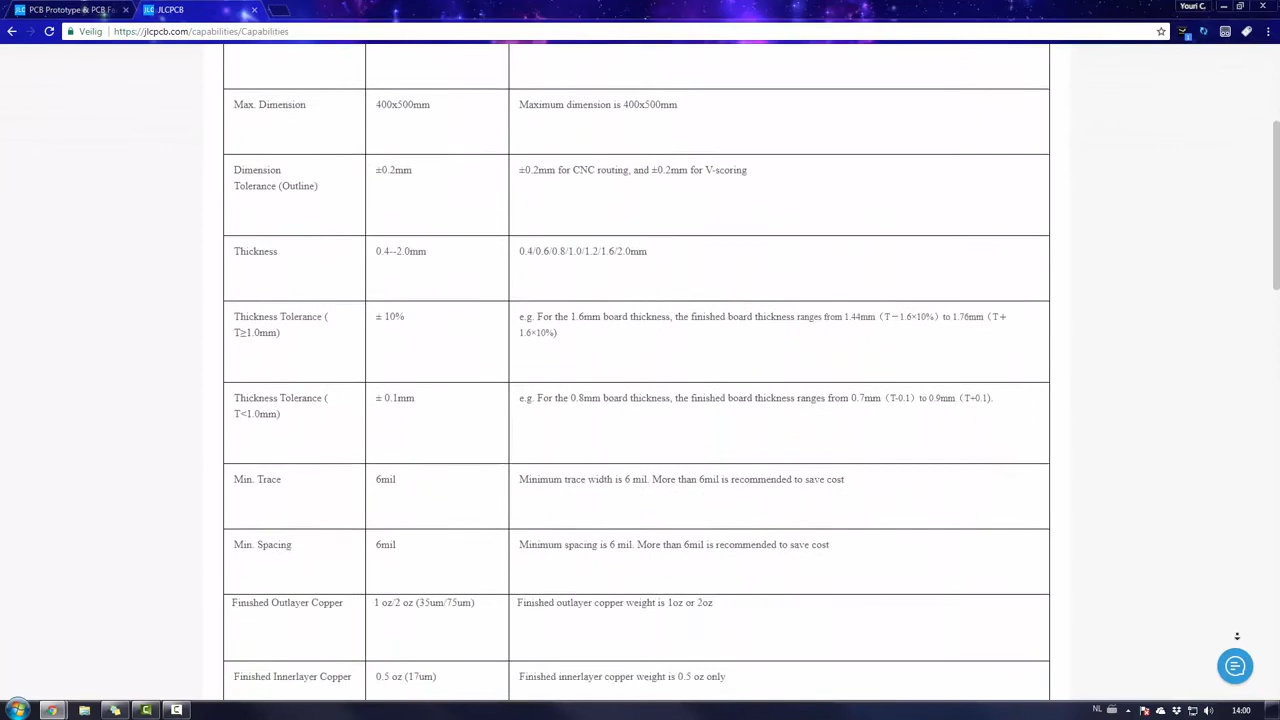 PCB Prototype & PCB Fa
JLCPCB
Youri C.
Veilig
https://jlcpcb.com/capabilities/Capabilities
Max. Dimension
400x500mm
Maximum dimension is 400x500mm
Dimension
Tolerance (Outline)
±0.2mm
±0.2mm for CNC routing, and ±0.2mm for V-scoring
Thickness
0.4--2.0mm
0.4/0.6/0.8/1.0/1.2/1.6/2.0mm
Thickness Tolerance (
T≥1.0mm)
± 10%
e.g. For the 1.6mm board thickness, the finished board thickness ranges from 1.44mm（T－1.6×10%）to 1.76mm（T＋
1.6×10%)
Thickness Tolerance (
T<1.0mm)
± 0.1mm
e.g. For the 0.8mm board thickness, the finished board thickness ranges from 0.7mm（T-0.1）to 0.9mm（T+0.1).
Min. Trace
6mil
Minimum trace width is 6 mil. More than 6mil is recommended to save cost
Min. Spacing
6mil
Minimum spacing is 6 mil. More than 6mil is recommended to save cost
Finished Outlayer Copper
1 oz/2 oz (35um/75um)
Finished outlayer copper weight is 1oz or 2oz
Finished Innerlayer Copper
0.5 oz (17um)
Finished innerlayer copper weight is 0.5 oz only
NL
14:00